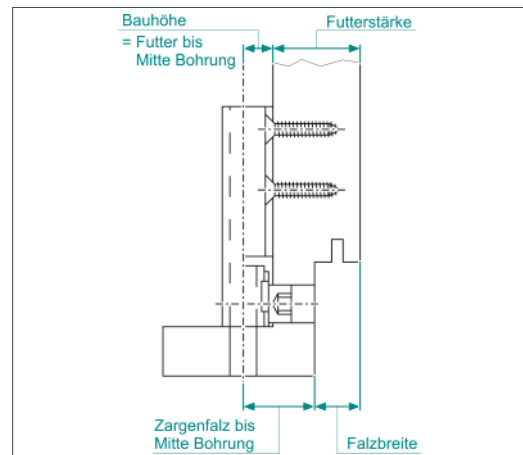 Bauhöhe
= Futter bis
Mitte Bohrung
Futterstärke
Zargenfalz bis
Mitte Bohrung
Falzbreite